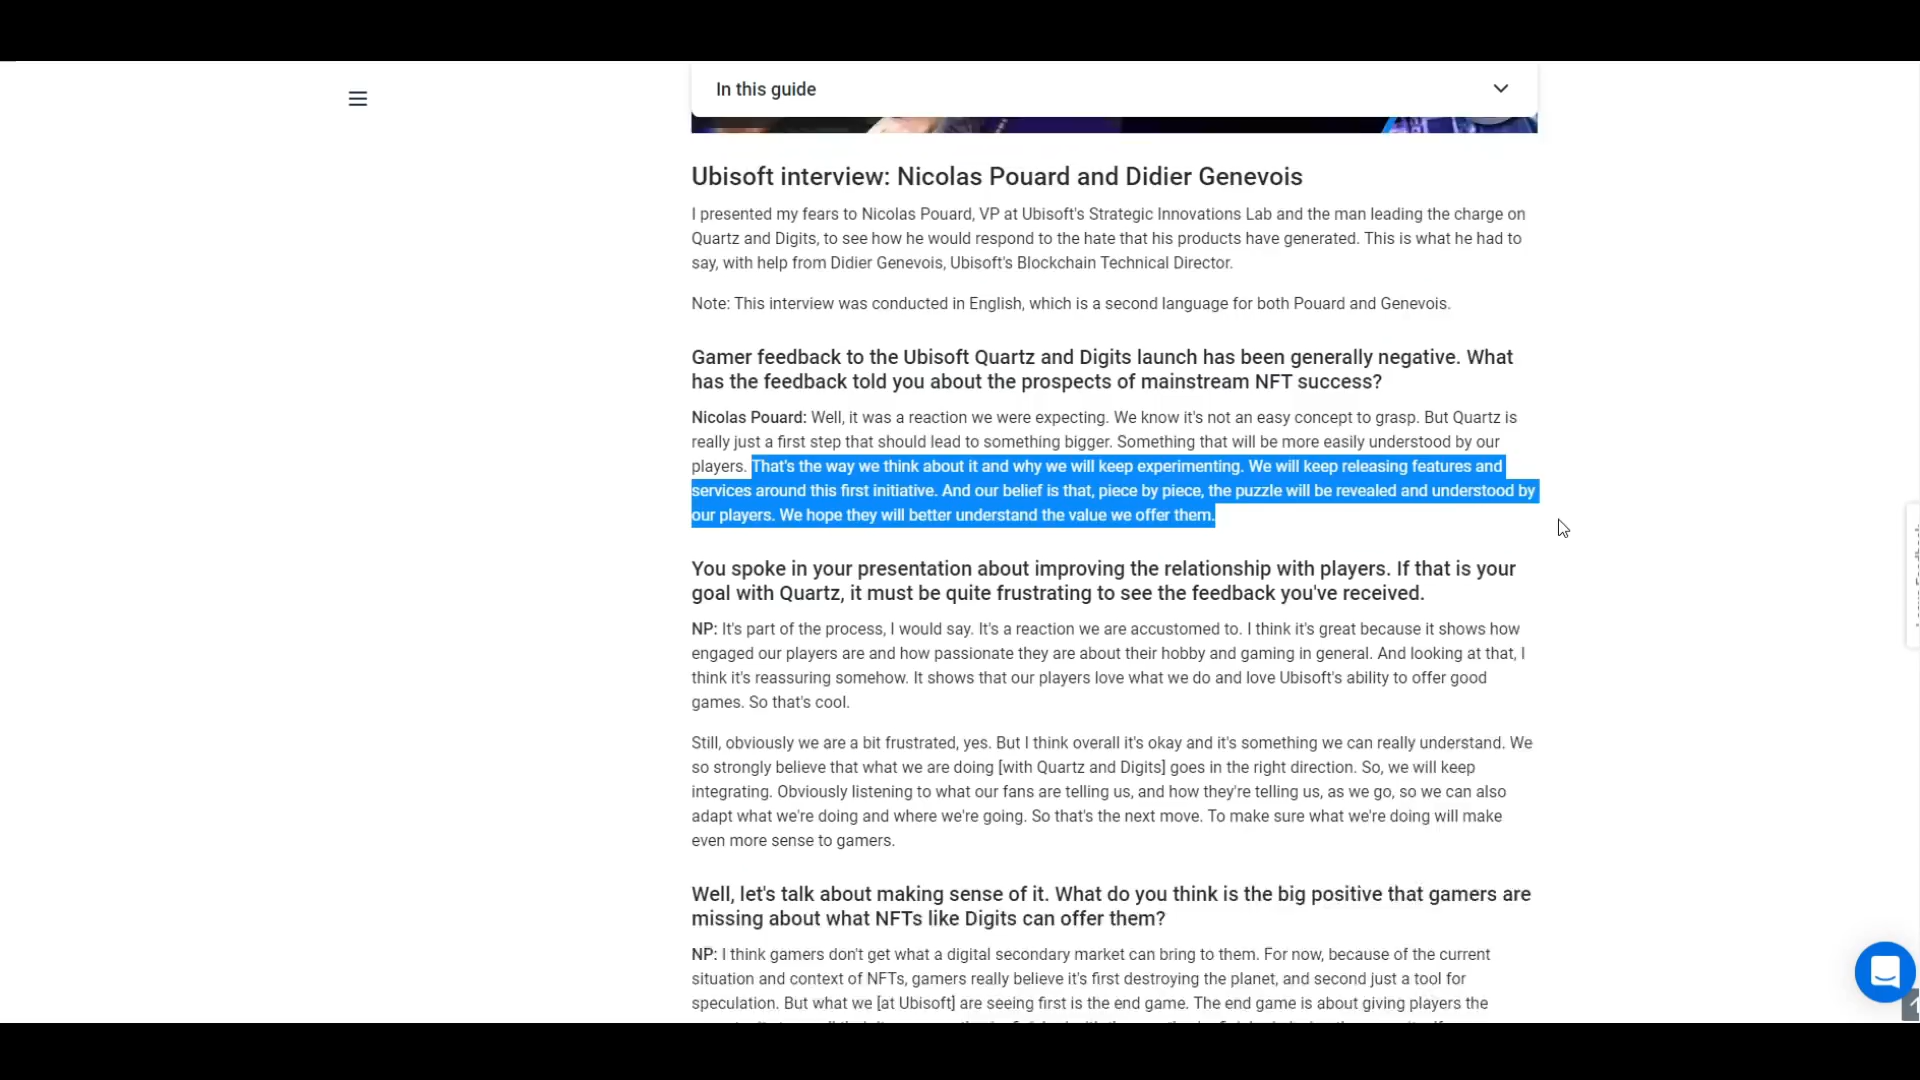 In this guide
Ubisoft interview: Nicolas Pouard and Didier Genevois
I presented my fears to Nicolas Pouard, VP at Ubisoft's Strategic Innovations Lab and the man leading the charge on
Quartz and Digits, to see how he would respond to the hate that his products have generated. This is what he had to
say, with help from Didier Genevois, Ubisoft's Blockchain Technical Director.
Note: This interview was conducted in English, which is a second language for both Pouard and Genevois.
Gamer feedback to the Ubisoft Quartz and Digits launch has been generally negative. What
has the feedback told you about the prospects of mainstream NFT success?
Nicolas Pouard: Well, it was a reaction we were expecting. We know it's not an easy concept to grasp. But Quartz is
really just a first step that should lead to something bigger. Something that will be more easily understood by our
players. That's the way we think about it and why we will keep experimenting. We will keep releasing features and
services around this first initiative. And our belief is that, piece by piece, the puzzle will be revealed and understood by
our players. We hope they will better understand the value we offer them.
You spoke in your presentation about improving the relationship with players. If that is your
goal with Quartz, it must be quite frustrating to see the feedback you've received.
NP: It's part of the process, I would say. It's a reaction we are accustomed to. I think it's great because it shows how
engaged our players are and how passionate they are about their hobby and gaming in general. And looking at that, I
think it's reassuring somehow. It shows that our players love what we do and love Ubisoft's ability to offer good
games. So that's cool.
Still, obviously we are a bit frustrated, yes. But I think overall it's okay and it's something we can really understand. We
so strongly believe that what we are doing [with Quartz and Digits] goes in the right direction. So, we will keep
integrating. Obviously listening to what our fans are telling us, and how they're telling us, as we go, so we can also
adapt what we're doing and where we're going. So that's the next move. To make sure what we're doing will make
even more sense to gamers.
Well, let's talk about making sense of it. What do you think is the big positive that gamers are
missing about what NFTs like Digits can offer them?
NP: I think gamers don't get what a digital secondary market can bring to them. For now, because of the current
situation and context of NFTs, gamers really believe it's first destroying the planet, and second just a tool for
speculation. But what we [at Ubisoft] are seeing first is the end game. The end game is about giving players the